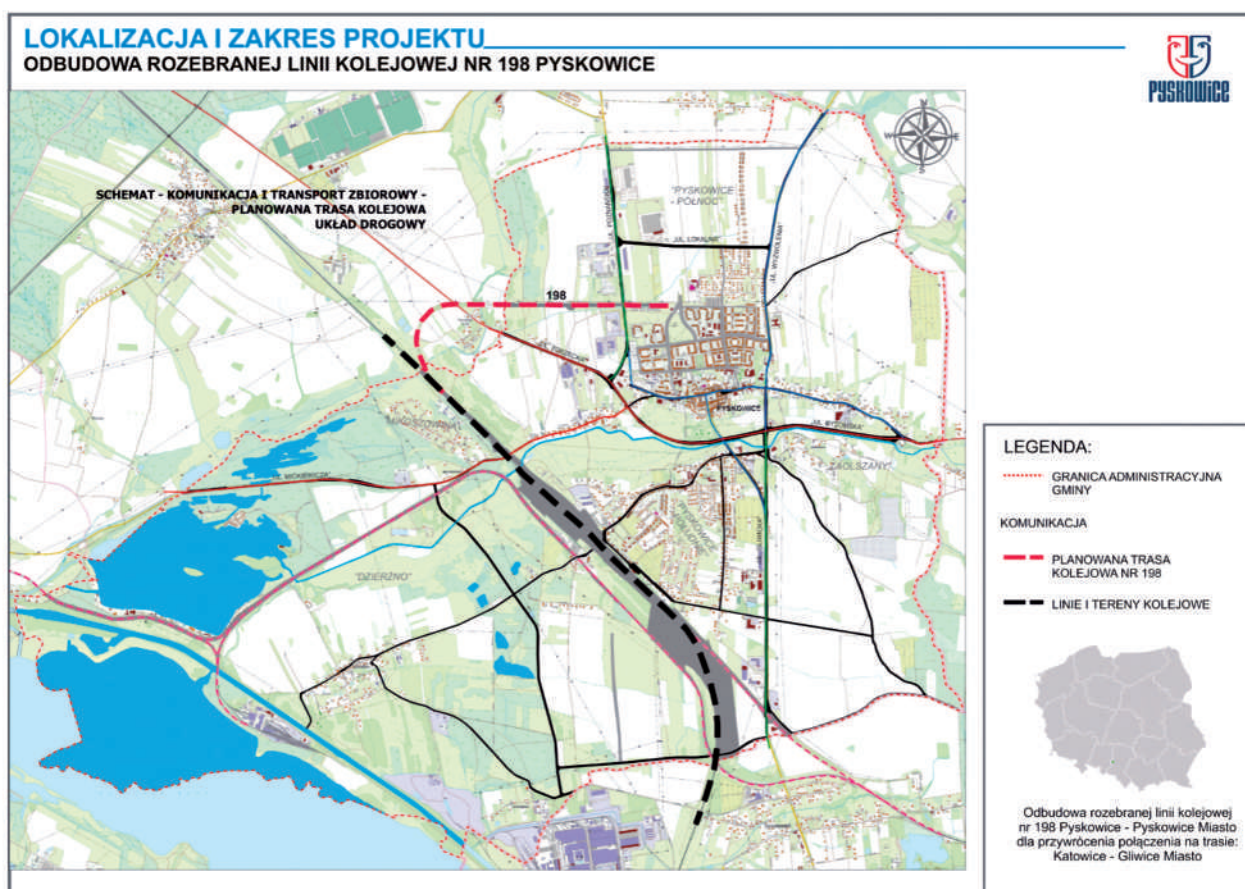 LOKALIZACJA I ZAKRES PROJEKTU
ODBUDOWA ROZEBRANEJ LINII KOLEJOWEJ NR 198 PYSKOWICE
PYSKOWICE
N
W
E
S
SCHEMAT - KOMUNIKACJA I TRANSPORT ZBIOROWY -
PLANOWANA TRASA KOLEJOWA
UKŁAD DROGOWY
"PYSKOWICE
- PÓŁNOC"
"UL. LOKALNA"
"UL. WYZWOLENIA"
198
PYSKOWICE
"ZAOLSZANY"
"DZIERŻNO"
LEGENDA:
GRANICA ADMINISTRACYJNA
GMINY
KOMUNIKACJA
PLANOWANA TRASA
KOLEJOWA NR 198
LINIE I TERENY KOLEJOWE
Odbudowa rozebranej linii kolejowej
nr 198 Pyskowice - Pyskowice Miasto
dla przywrócenia połączenia na trasie:
Katowice - Gliwice Miasto